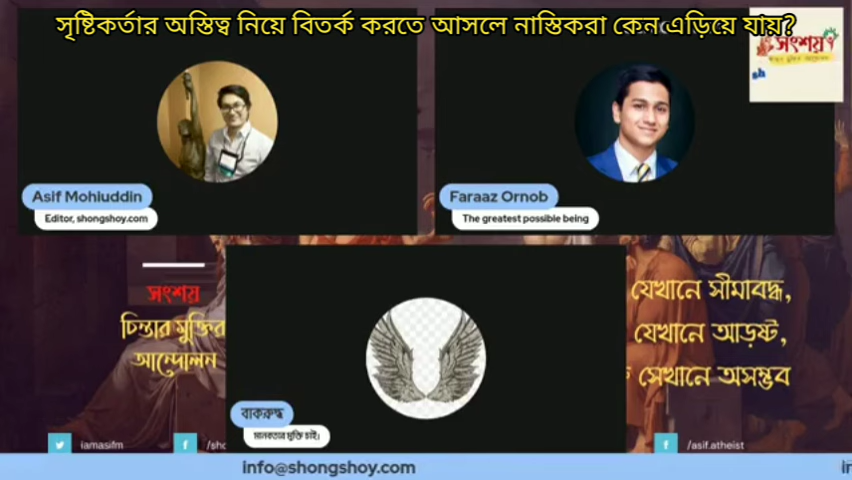 সৃষ্টিকর্তার অস্তিত্ব নিয়ে বিতর্ক করতে আসলে নাস্তিকরা কেন এড়িয়ে যায়?
সংশয়
Asif Mohiuddin
Editor, shongshoy.com
Faraaz Ornob
The greatest possible being
সংশয়
চিন্তার মুক্তির
আন্দোলন
যেখানে সীমাবদ্ধ,
যেখানে আড়ষ্ট,
সেখানে অসম্ভব
বাকরুদ্ধ
মানবতার মুক্তি চাই।
iamasifm
/sho
/asif.atheist
info@shongshoy.com